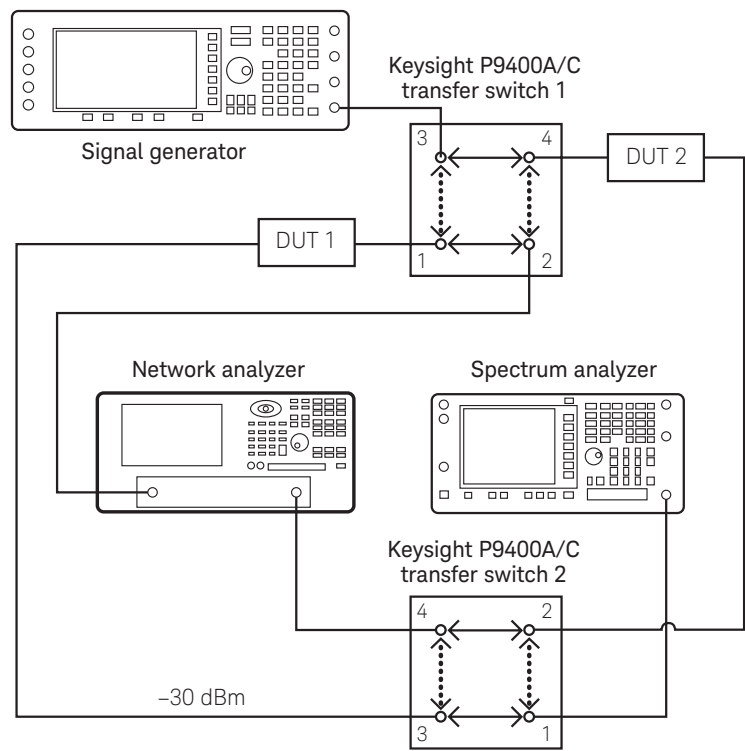 Keysight P9400A/C
transfer switch 1
Signal generator
3
4
DUT 2
DUT 1
1
2
Network analyzer
Spectrum analyzer
Keysight P9400A/C
transfer switch 2
4
2
–30 dBm
3
1